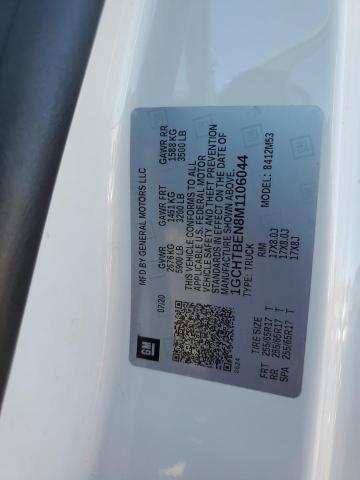 MFD BY GENERAL MOTORS LLC
07/20
GVWR GAWR FRT GAWR RR
2676 KG 1451 KG 1588 KG
5900 LB 3200 LB 3500 LB
THIS VEHICLE CONFORMS TO ALL
APPLICABLE U.S. FEDERAL MOTOR
VEHICLE SAFETY AND THEFT PREVENTION
STANDARDS IN EFFECT ON THE DATE OF
MANUFACTURE SHOWN ABOVE.
1GCHTBEN8M1106044
TYPE: TRUCK MODEL: 8412M53
TIRE SIZE RIM
FRT 255/65R17 T 17X8.0J
RR 255/65R17 T 17X8.0J
SPA 255/65R17 T 17X8J
GM